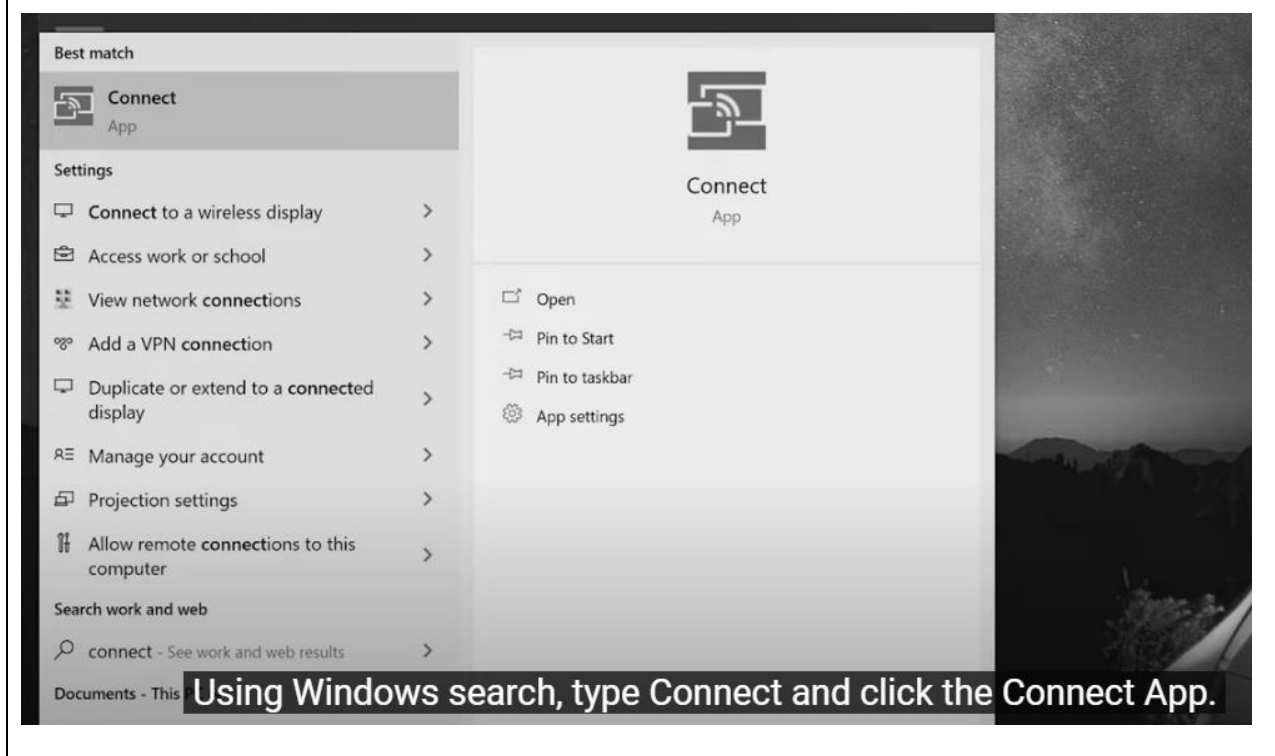 Best match
Connect
App
Settings
Connect to a wireless display
Access work or school
View network connections
Add a VPN connection
Duplicate or extend to a connected
display
Manage your account
Projection settings
Allow remote connections to this
computer
Search work and web
connect - See work and web results
Documents - This
Connect
App
Open
Pin to Start
Pin to taskbar
App settings
Using Windows search, type Connect and click the Connect App.